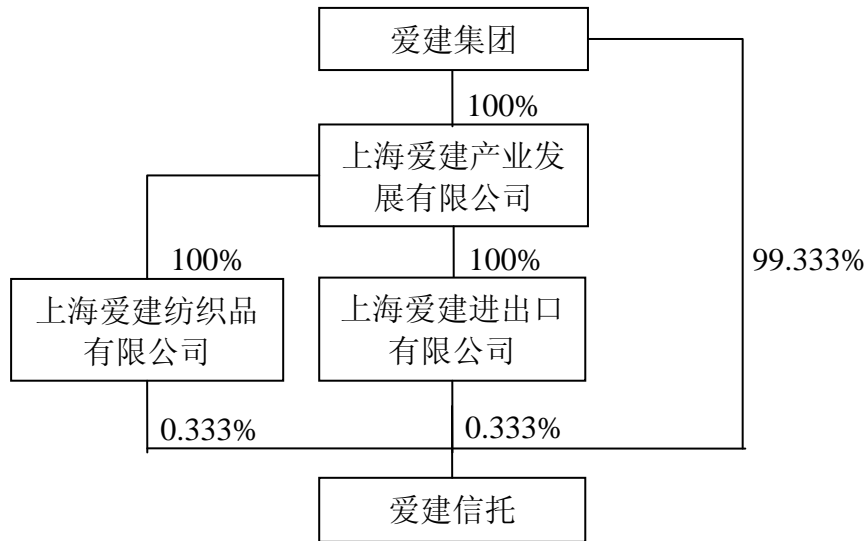 爱建集团
100%
上海爱建产业发
展有限公司
100%
100%
99.333%
上海爱建纺织品
有限公司
上海爱建进出口
有限公司
0.333%
0.333%
爱建信托